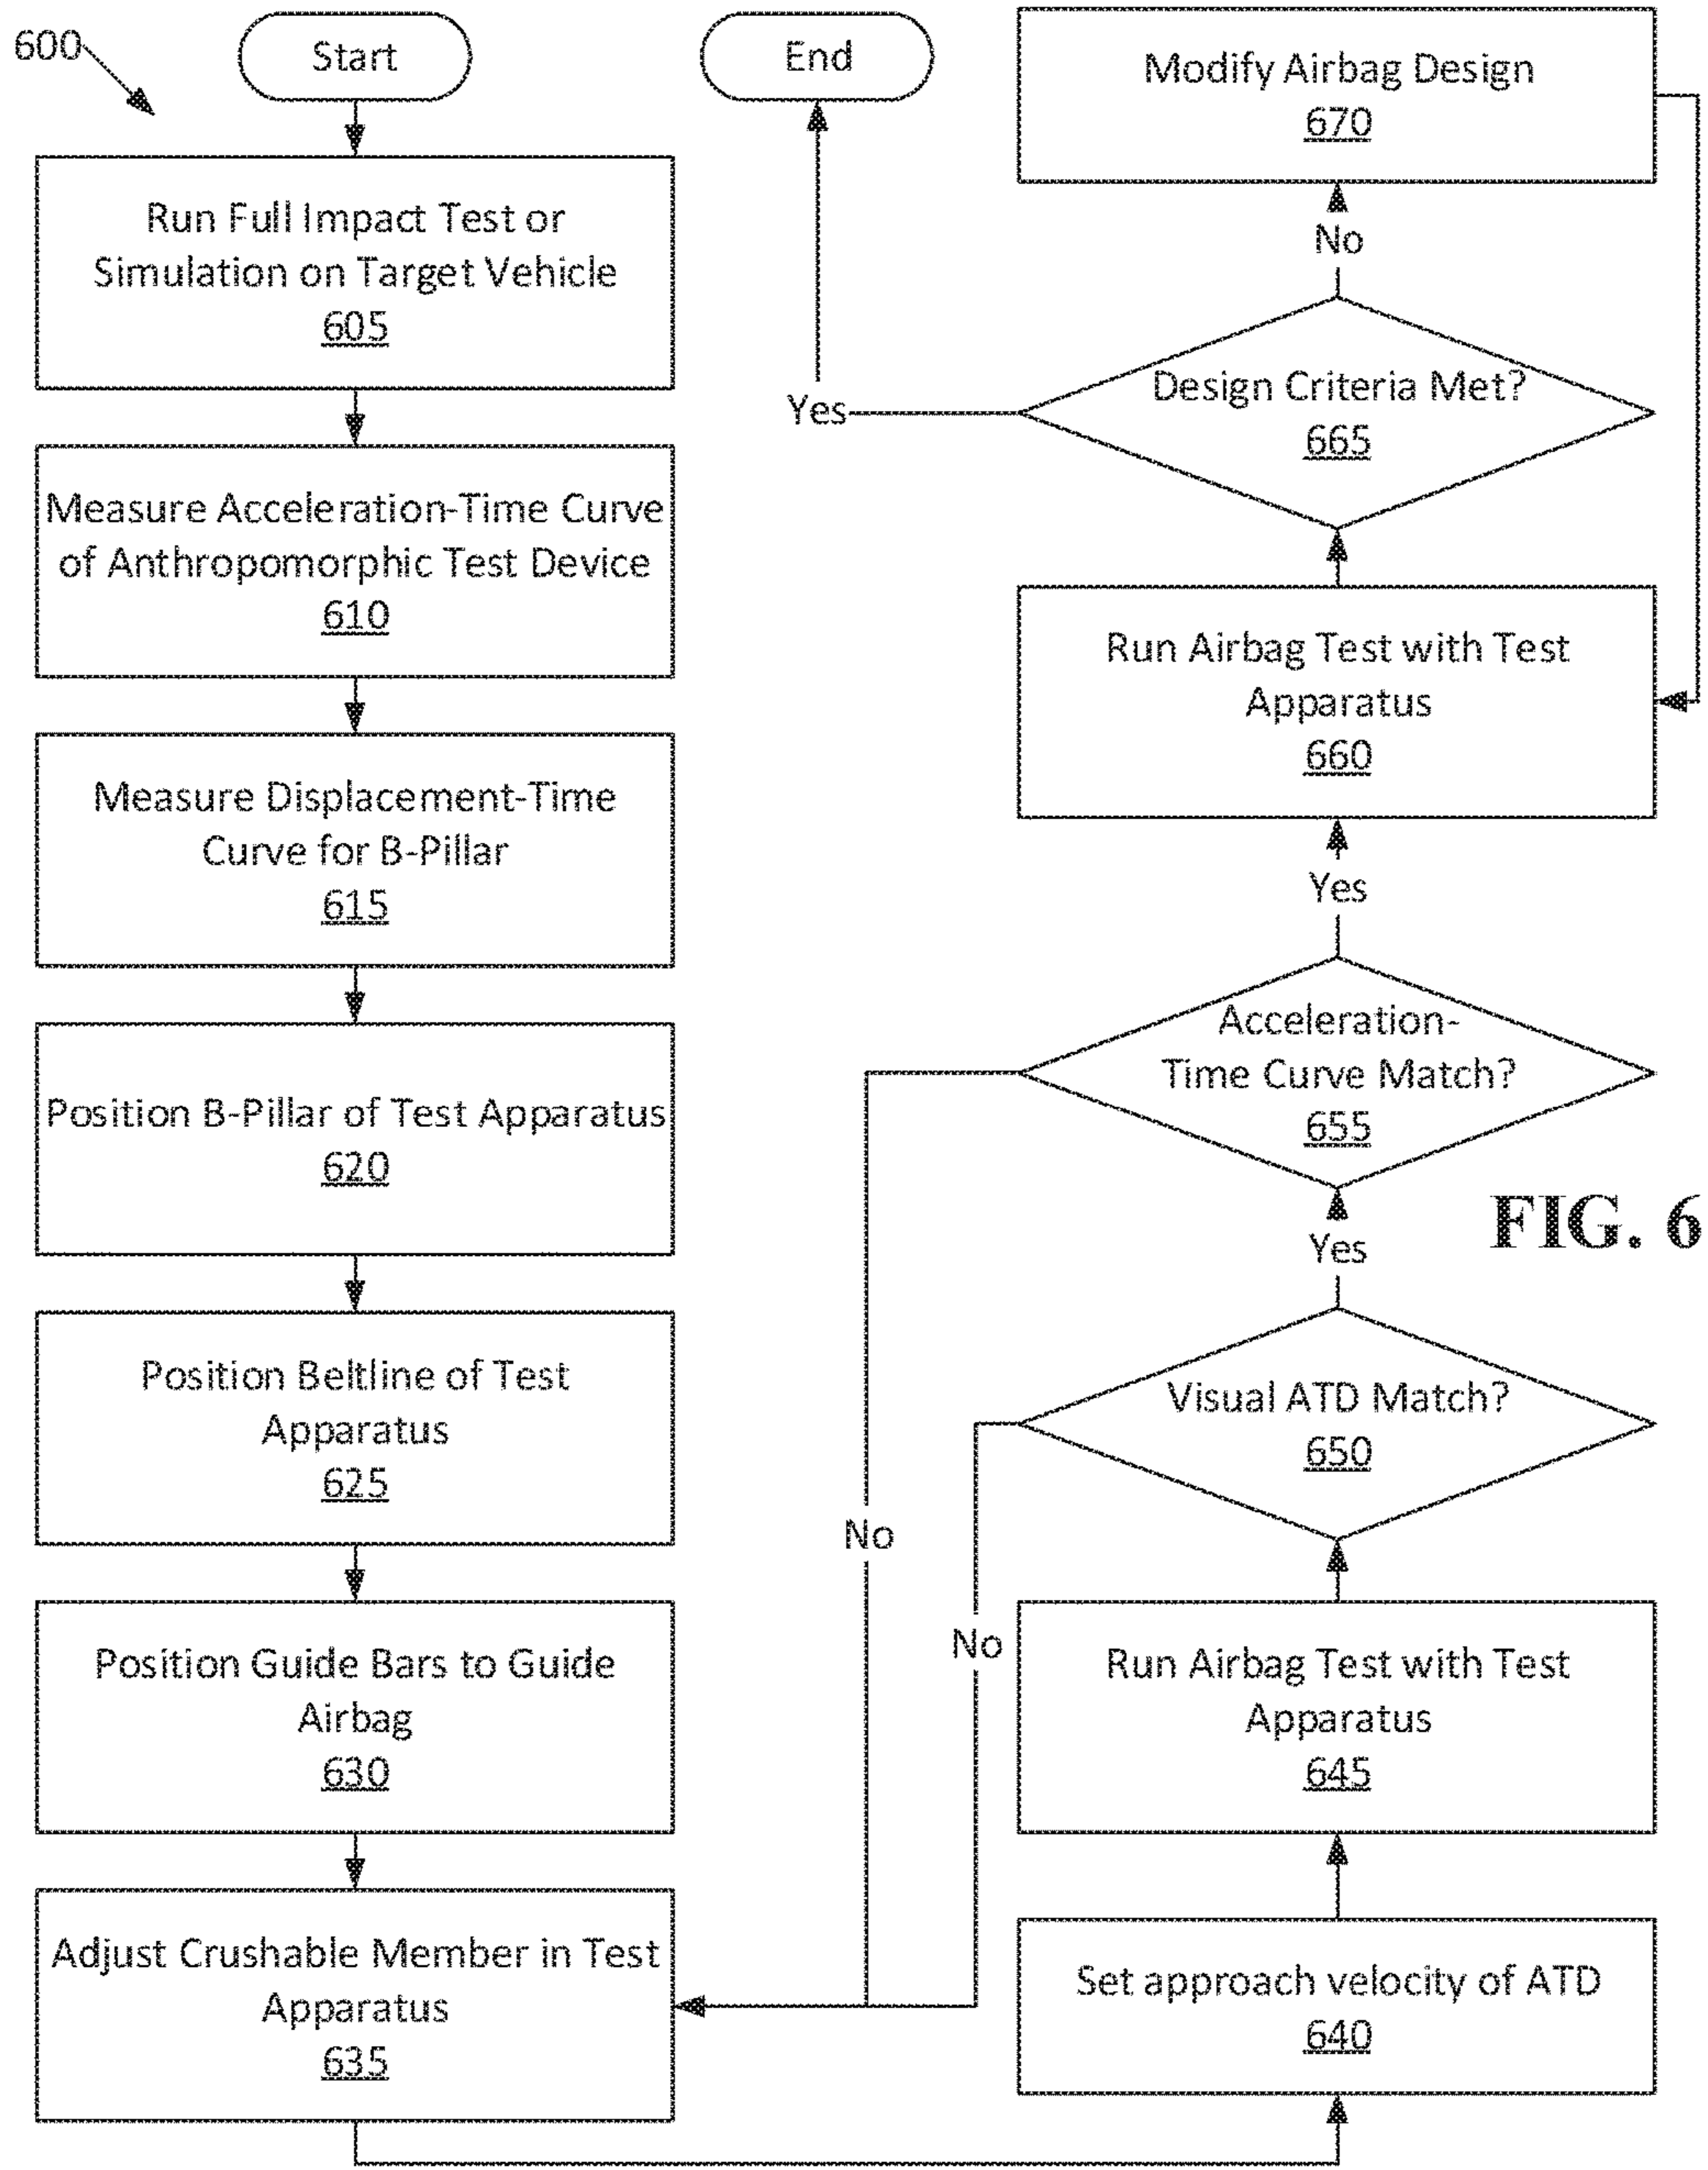 600
Start
Run Full Impact Test or
Simulation on Target Vehicle
605
Measure Acceleration-Time Curve
of Anthropomorphic Test Device
610
Measure Displacement-Time
Curve for B-Pillar
615
Position B-Pillar of Test Apparatus
620
Position Beltline of Test
Apparatus
625
Position Guide Bars to Guide
Airbag
630
Adjust Crushable Member in Test
Apparatus
635
End
Yes
No
No
Modify Airbag Design
670
No
Design Criteria Met?
665
Run Airbag Test with Test
Apparatus
660
Yes
Acceleration-
Time Curve Match?
655
Yes
FIG. 6
Visual ATD Match?
650
Run Airbag Test with Test
Apparatus
645
Set approach velocity of ATD
640